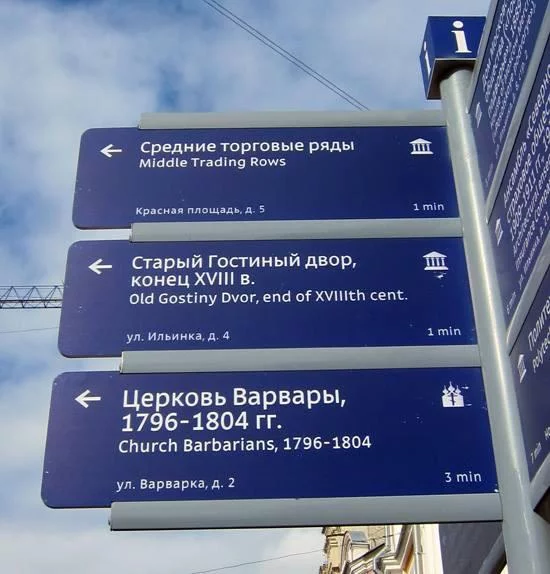 i
i
Средние торговые ряды
Middle Trading Rows
Красная площадь, д. 5
1 min
Старый Гостиный двор,
конец XVIII в.
Old Gostiny Dvor, end of XVIIIth cent.
ул. Ильинка, д. 4
1 min
Церковь Варвары,
1796-1804 гг.
Church Barbarians, 1796-1804
ул. Варварка, д. 2
3 min